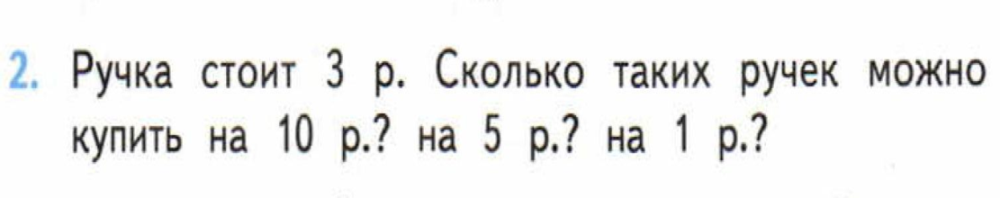 2. Ручка стоит 3 р. Сколько таких ручек можно
купить на 10 р.? на 5 р.? на 1 р.?